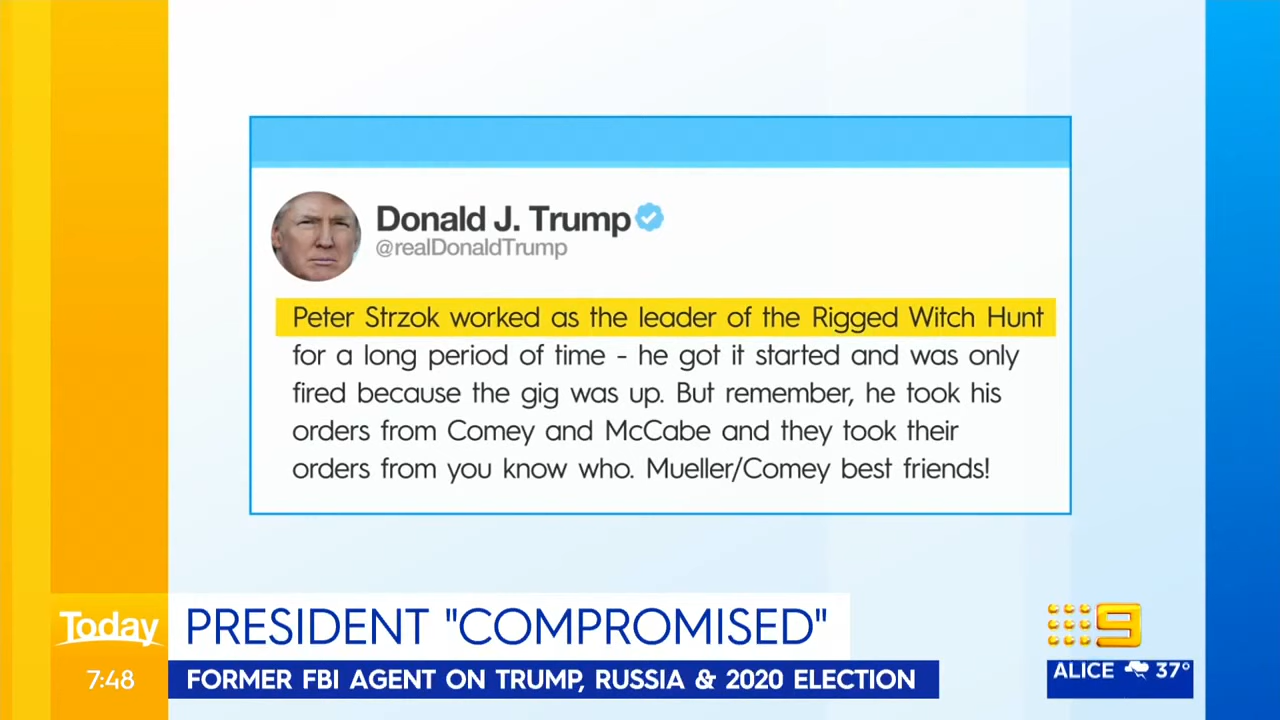 Donald J. Trump
@realDonaldTrump
Peter Strzok worked as the leader of the Rigged Witch Hunt
for a long period of time - he got it started and was only
fired because the gig was up. But remember, he took his
orders from Comey and McCabe and they took their
orders from you know who. Mueller/Comey best friends!
Today
PRESIDENT "COMPROMISED"
9
7:48
FORMER FBI AGENT ON TRUMP, RUSSIA & 2020 ELECTION
ALICE 37°